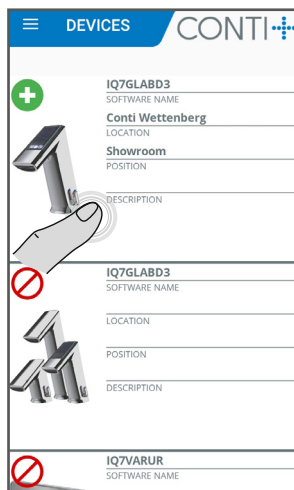 DEVICES
CONTI+
IQ7GLABD3
SOFTWARE NAME
Conti Wettenberg
LOCATION
Showroom
POSITION
DESCRIPTION
IQ7GLABD3
SOFTWARE NAME
LOCATION
POSITION
DESCRIPTION
IQ7VARUR
SOFTWARE NAME